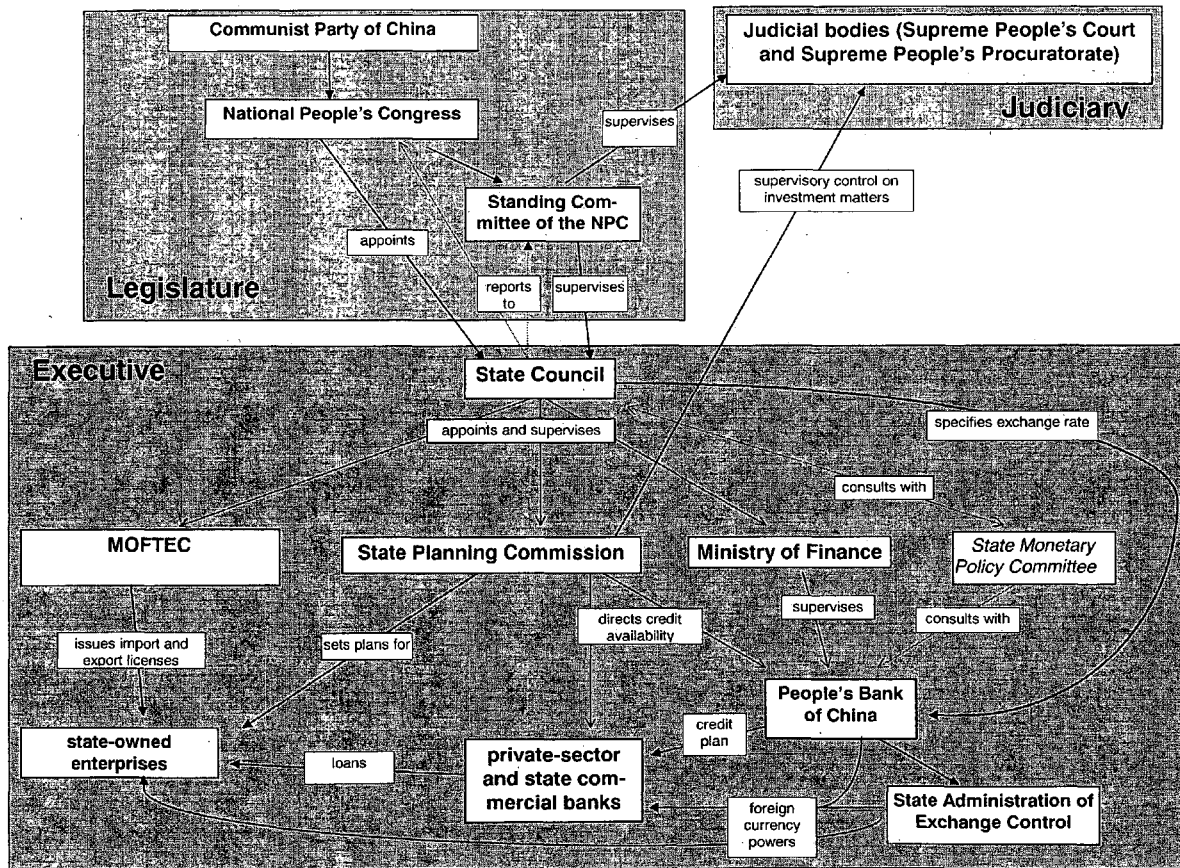 Communist Party of China
Judicial bodies (Supreme People's Court
and Supreme People's Procuratorate)
Judiciary
National People's Congress
supervises
supervisory control on
investment matters
Standing Com-
mittee of the NPC
appoints
Legislature
reports
to
supervises
Executive
State Council
appoints and supervises
specifies exchange rate
consults with
MOFTEC
State Planning Commission
Ministry of Finance
State Monetary
Policy Committee
issues import and
export licenses
sets plans for
directs credit
availability
supervises
consults with
People's Bank
of China
state-owned
enterprises
loans
private-sector
and state com-
mercial banks
credit
plan
foreign
currency
powers
State Administration of
Exchange Control